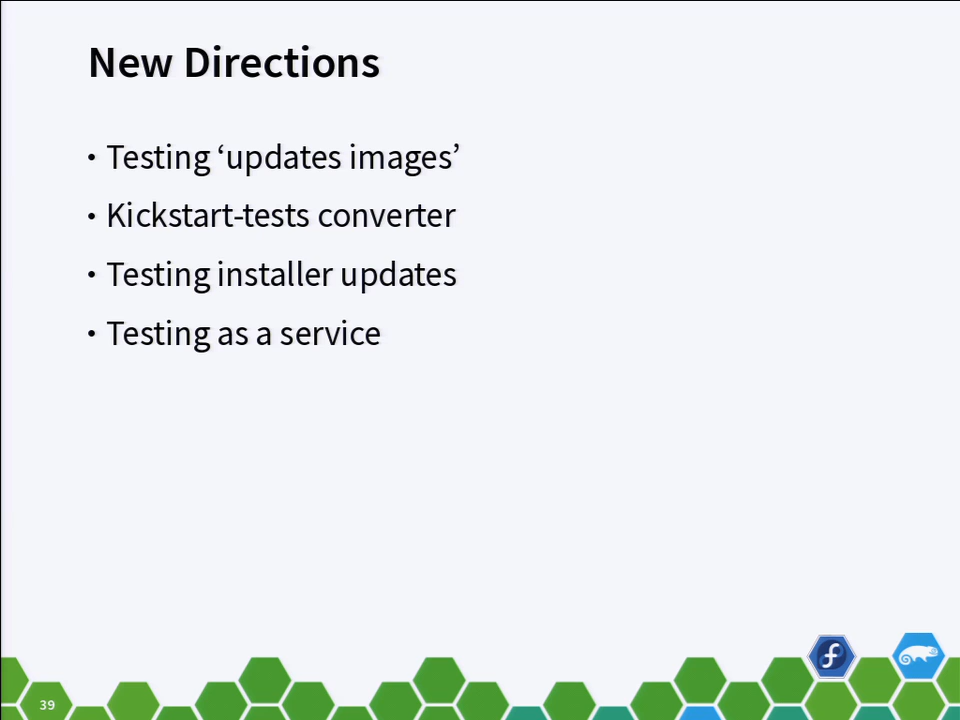 New Directions
• Testing ‘updates images’
• Kickstart-tests converter
• Testing installer updates
• Testing as a service
39